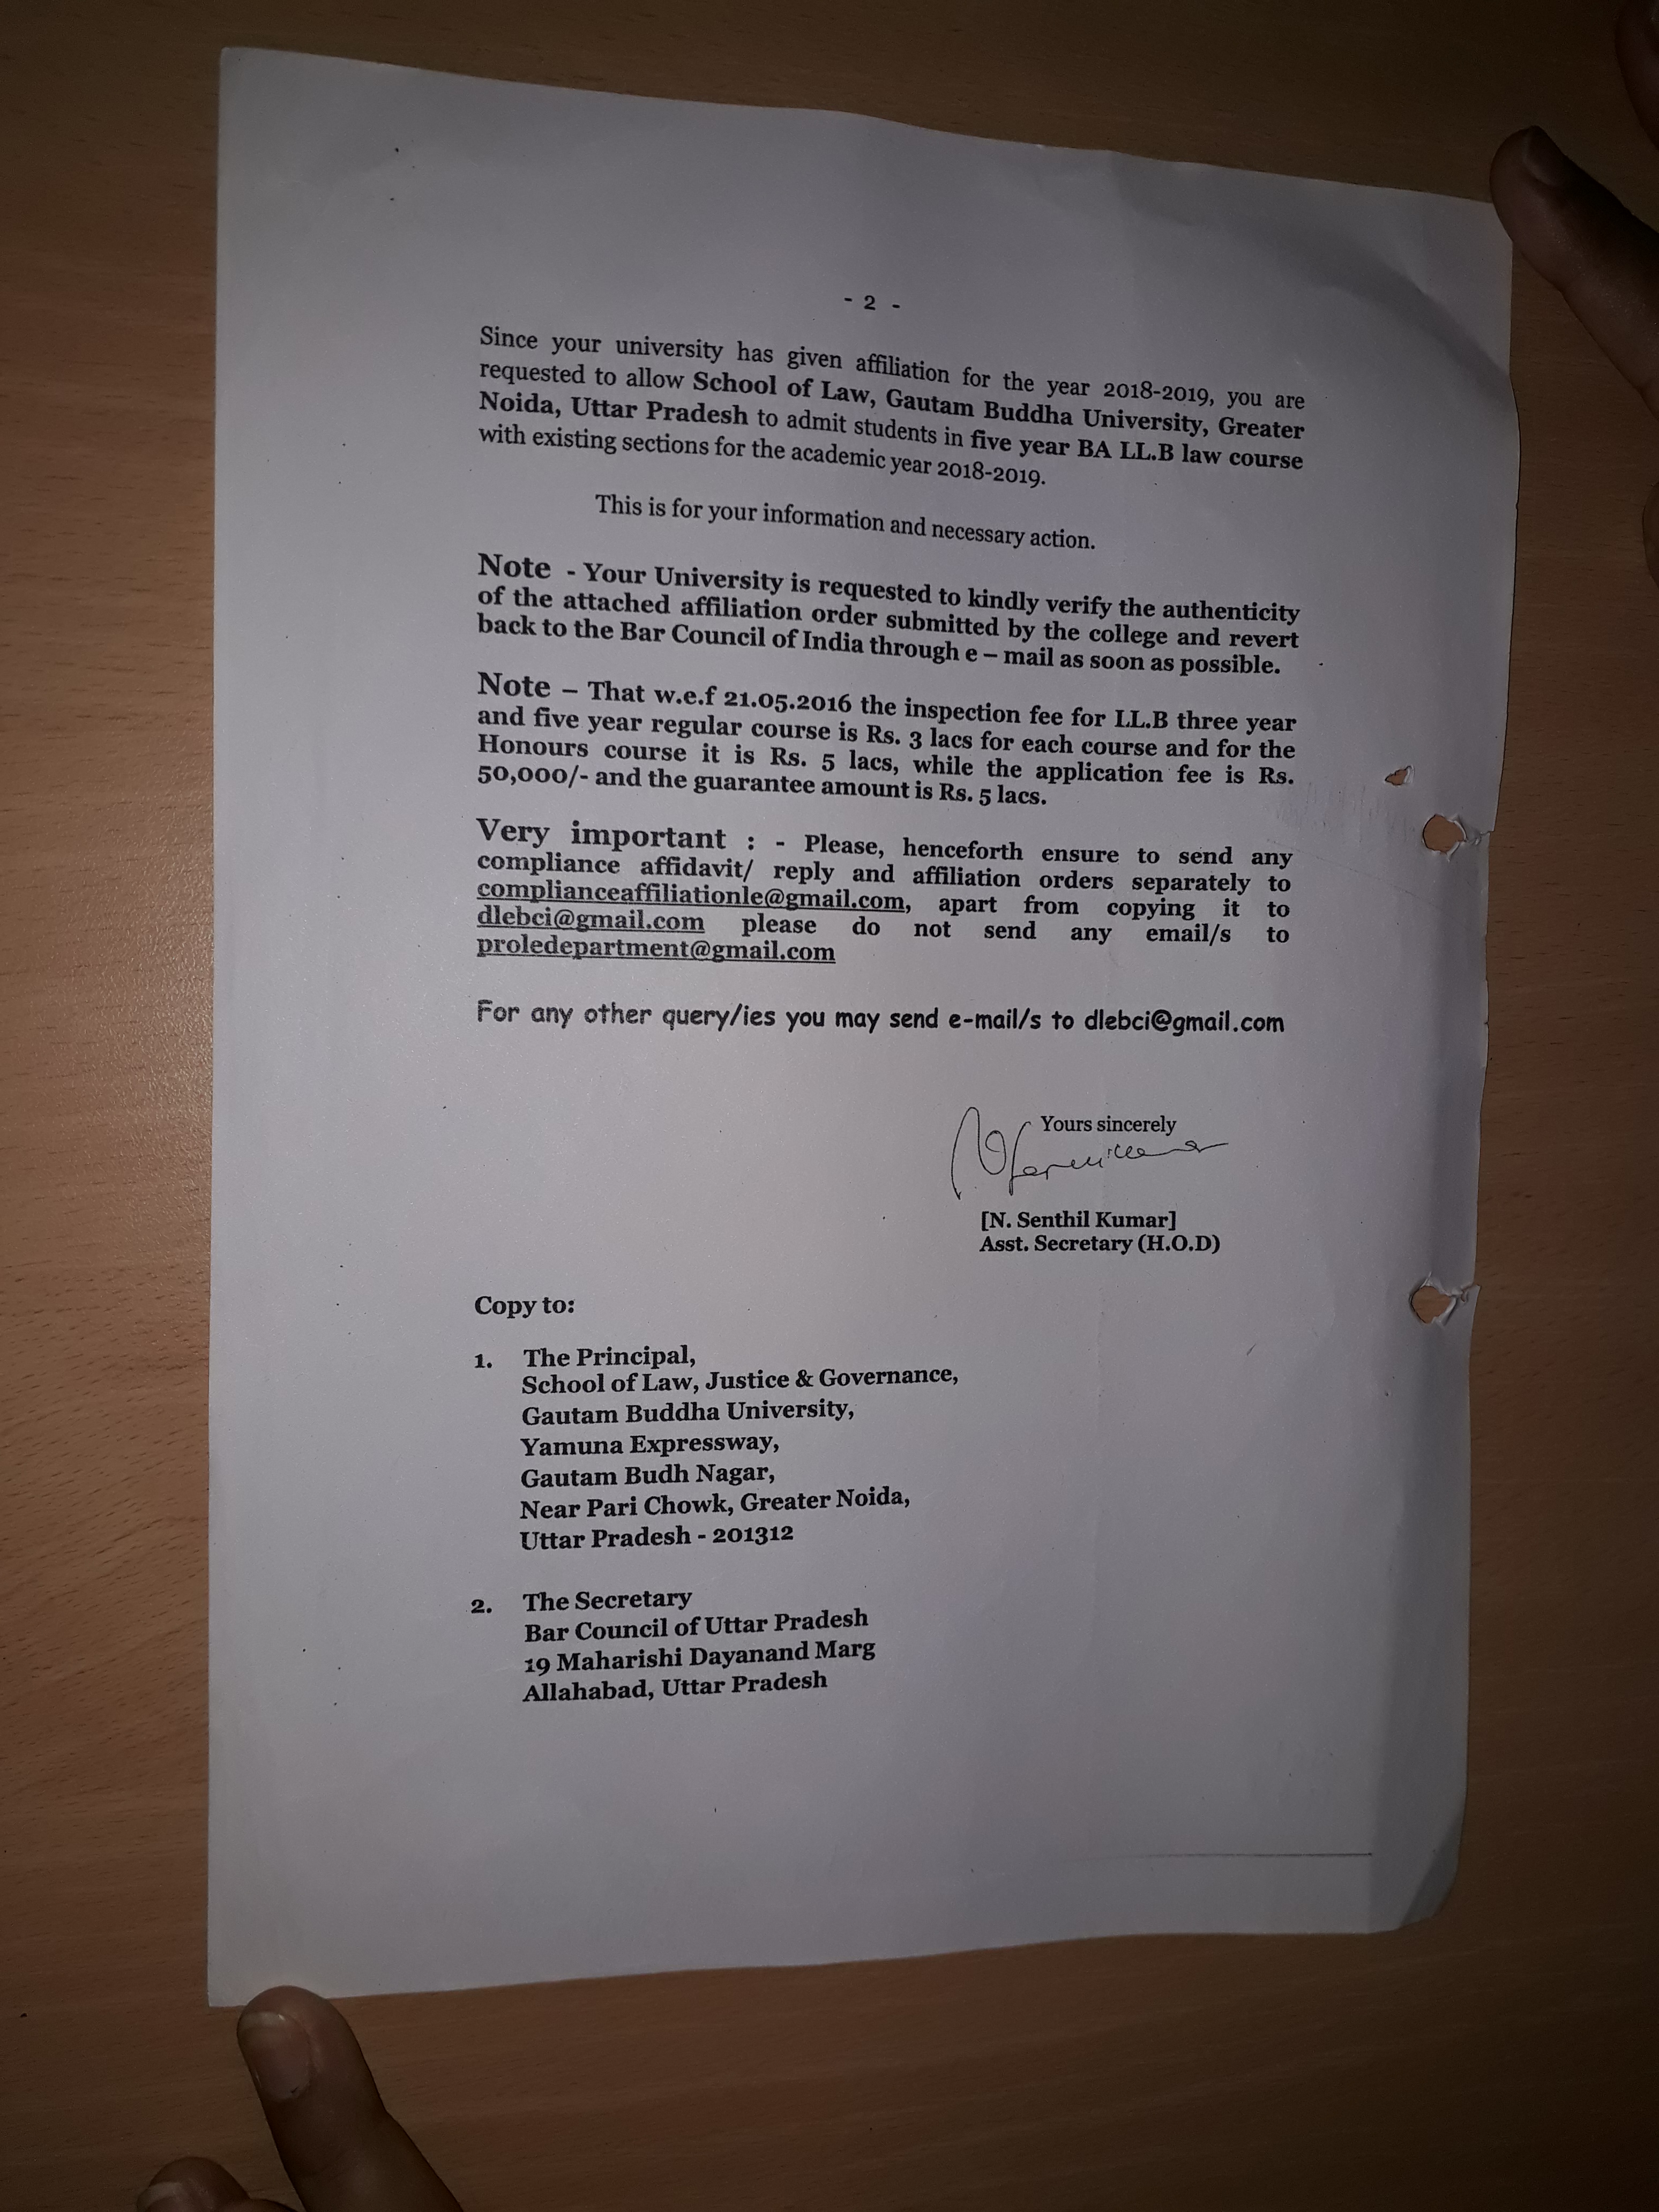 - 2 -
Since your university has given affiliation for the year 2018-2019, you are
requested to allow School of Law, Gautam Buddha University, Greater
Noida, Uttar Pradesh to admit students in five year BA LL.B law course
with existing sections for the academic year 2018-2019.
This is for your information and necessary action.
Note - Your University is requested to kindly verify the authenticity
of the attached affiliation order submitted by the college and revert
back to the Bar Council of India through e – mail as soon as possible.
Note – That w.e.f 21.05.2016 the inspection fee for LL.B three year
and five year regular course is Rs. 3 lacs for each course and for the
Honours course it is Rs. 5 lacs, while the application fee is Rs.
50,000/- and the guarantee amount is Rs. 5 lacs.
Very important : - Please, henceforth ensure to send any
compliance affidavit/ reply and affiliation orders separately to
complianceaffiliationle@gmail.com, apart from copying it to
dlebci@gmail.com please do not send any email/s to
proledepartment@gmail.com
For any other query/ies you may send e-mail/s to dlebci@gmail.com
Yours sincerely
[N. Senthil Kumar]
Asst. Secretary (H.O.D)
Copy to:
1. The Principal,
School of Law, Justice & Governance,
Gautam Buddha University,
Yamuna Expressway,
Gautam Budh Nagar,
Near Pari Chowk, Greater Noida,
Uttar Pradesh - 201312
2. The Secretary
Bar Council of Uttar Pradesh
19 Maharishi Dayanand Marg
Allahabad, Uttar Pradesh